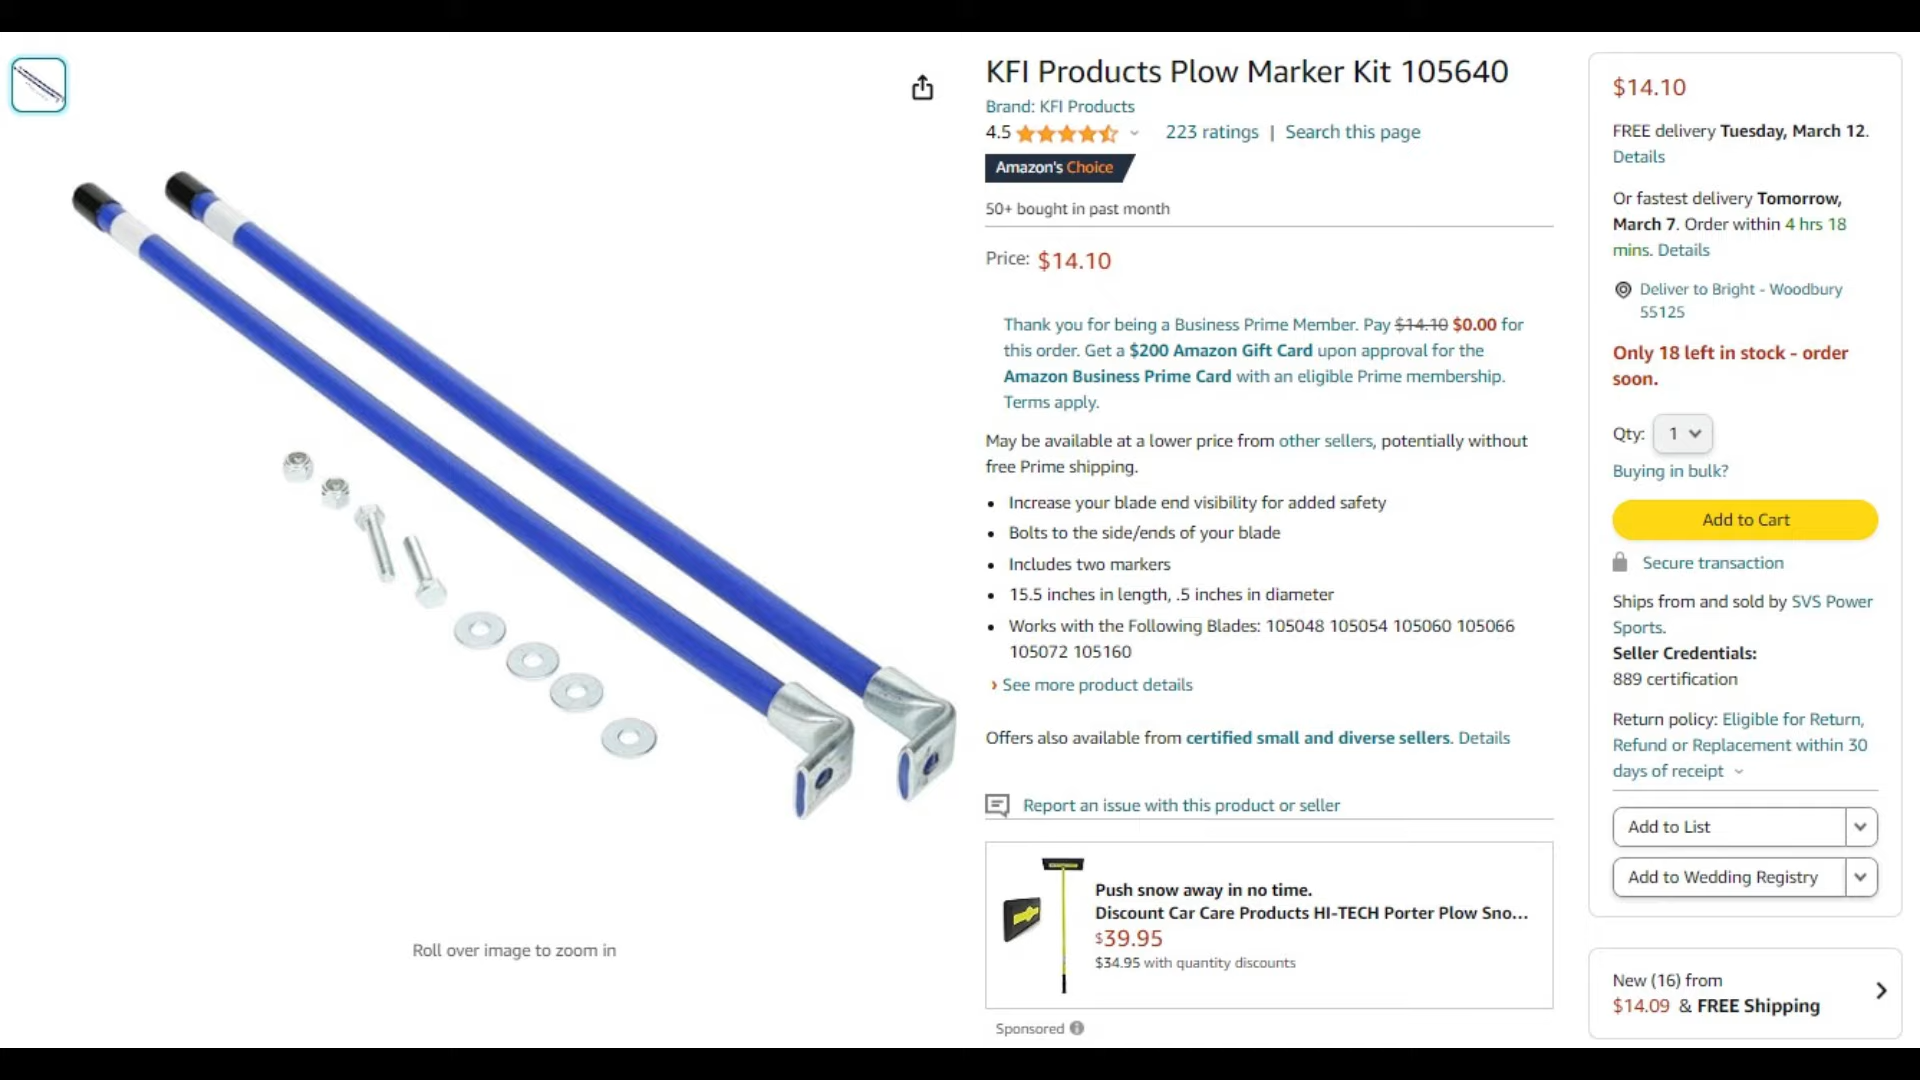 KFI Products Plow Marker Kit 105640
Brand: KFI Products
4.5
223 ratings | Search this page
Amazon's Choice
50+ bought in past month
Price: $14.10
Thank you for being a Business Prime Member. Pay $14.10 $0.00 for
this order. Get a $200 Amazon Gift Card upon approval for the
Amazon Business Prime Card with an eligible Prime membership.
Terms apply.
May be available at a lower price from other sellers, potentially without
free Prime shipping.
• Increase your blade end visibility for added safety
• Bolts to the side/ends of your blade
• Includes two markers
• 15.5 inches in length, .5 inches in diameter
• Works with the Following Blades: 105048 105054 105060 105066
105072 105160
› See more product details
Offers also available from certified small and diverse sellers. Details
Report an issue with this product or seller
Push snow away in no time.
Discount Car Care Products HI-TECH Porter Plow Sno...
$39.95
$34.95 with quantity discounts
Sponsored
Roll over image to zoom in
$14.10
FREE delivery Tuesday, March 12.
Details
Or fastest delivery Tomorrow,
March 7. Order within 4 hrs 18
mins. Details
Deliver to Bright - Woodbury
55125
Only 18 left in stock - order
soon.
Qty: 1
Buying in bulk?
Add to Cart
Secure transaction
Ships from and sold by SVS Power
Sports.
Seller Credentials:
889 certification
Return policy: Eligible for Return,
Refund or Replacement within 30
days of receipt
Add to List
Add to Wedding Registry
New (16) from
$14.09 & FREE Shipping